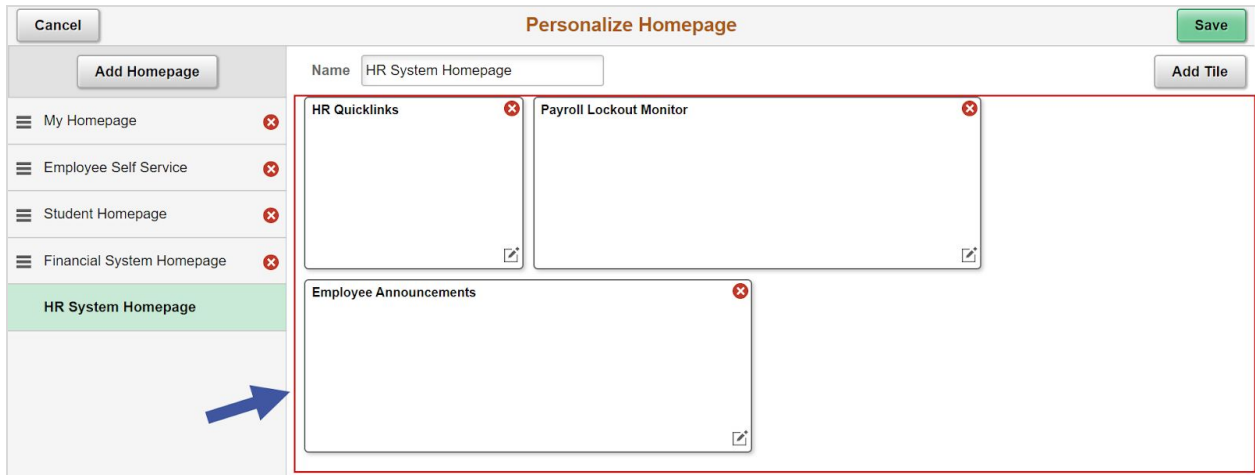 Cancel
Personalize Homepage
Save
Add Homepage
Name HR System Homepage
Add Tile
My Homepage
Employee Self Service
Student Homepage
Financial System Homepage
HR System Homepage
HR Quicklinks
Payroll Lockout Monitor
Employee Announcements